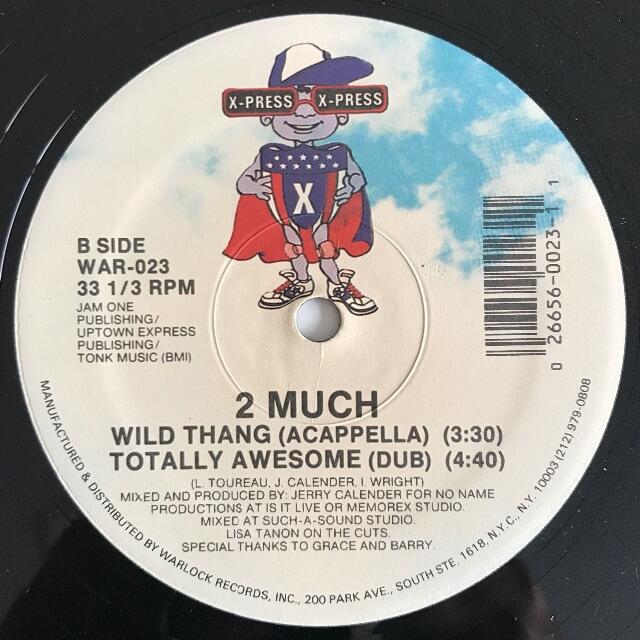 X-PRESS X-PRESS
X
B SIDE
WAR-023
33 1/3 RPM
JAM ONE
PUBLISHING/
UPTOWN EXPRESS
PUBLISHING/
TONK MUSIC (BMI)
0 26656-0023-1 1
2 MUCH
WILD THANG (ACAPPELLA) (3:30)
TOTALLY AWESOME (DUB) (4:40)
(L. TOUREAU, J. CALENDER, I. WRIGHT)
MIXED AND PRODUCED BY: JERRY CALENDER FOR NO NAME
PRODUCTIONS AT IS IT LIVE OR MEMOREX STUDIO.
MIXED AT SUCH-A-SOUND STUDIO.
LISA TANON ON THE CUTS.
SPECIAL THANKS TO GRACE AND BARRY.
MANUFACTURED & DISTRIBUTED BY WARLOCK RECORDS, INC., 200 PARK AVE., SOUTH STE. 1618, N.Y.C., N.Y. 10003 (212) 979-0808